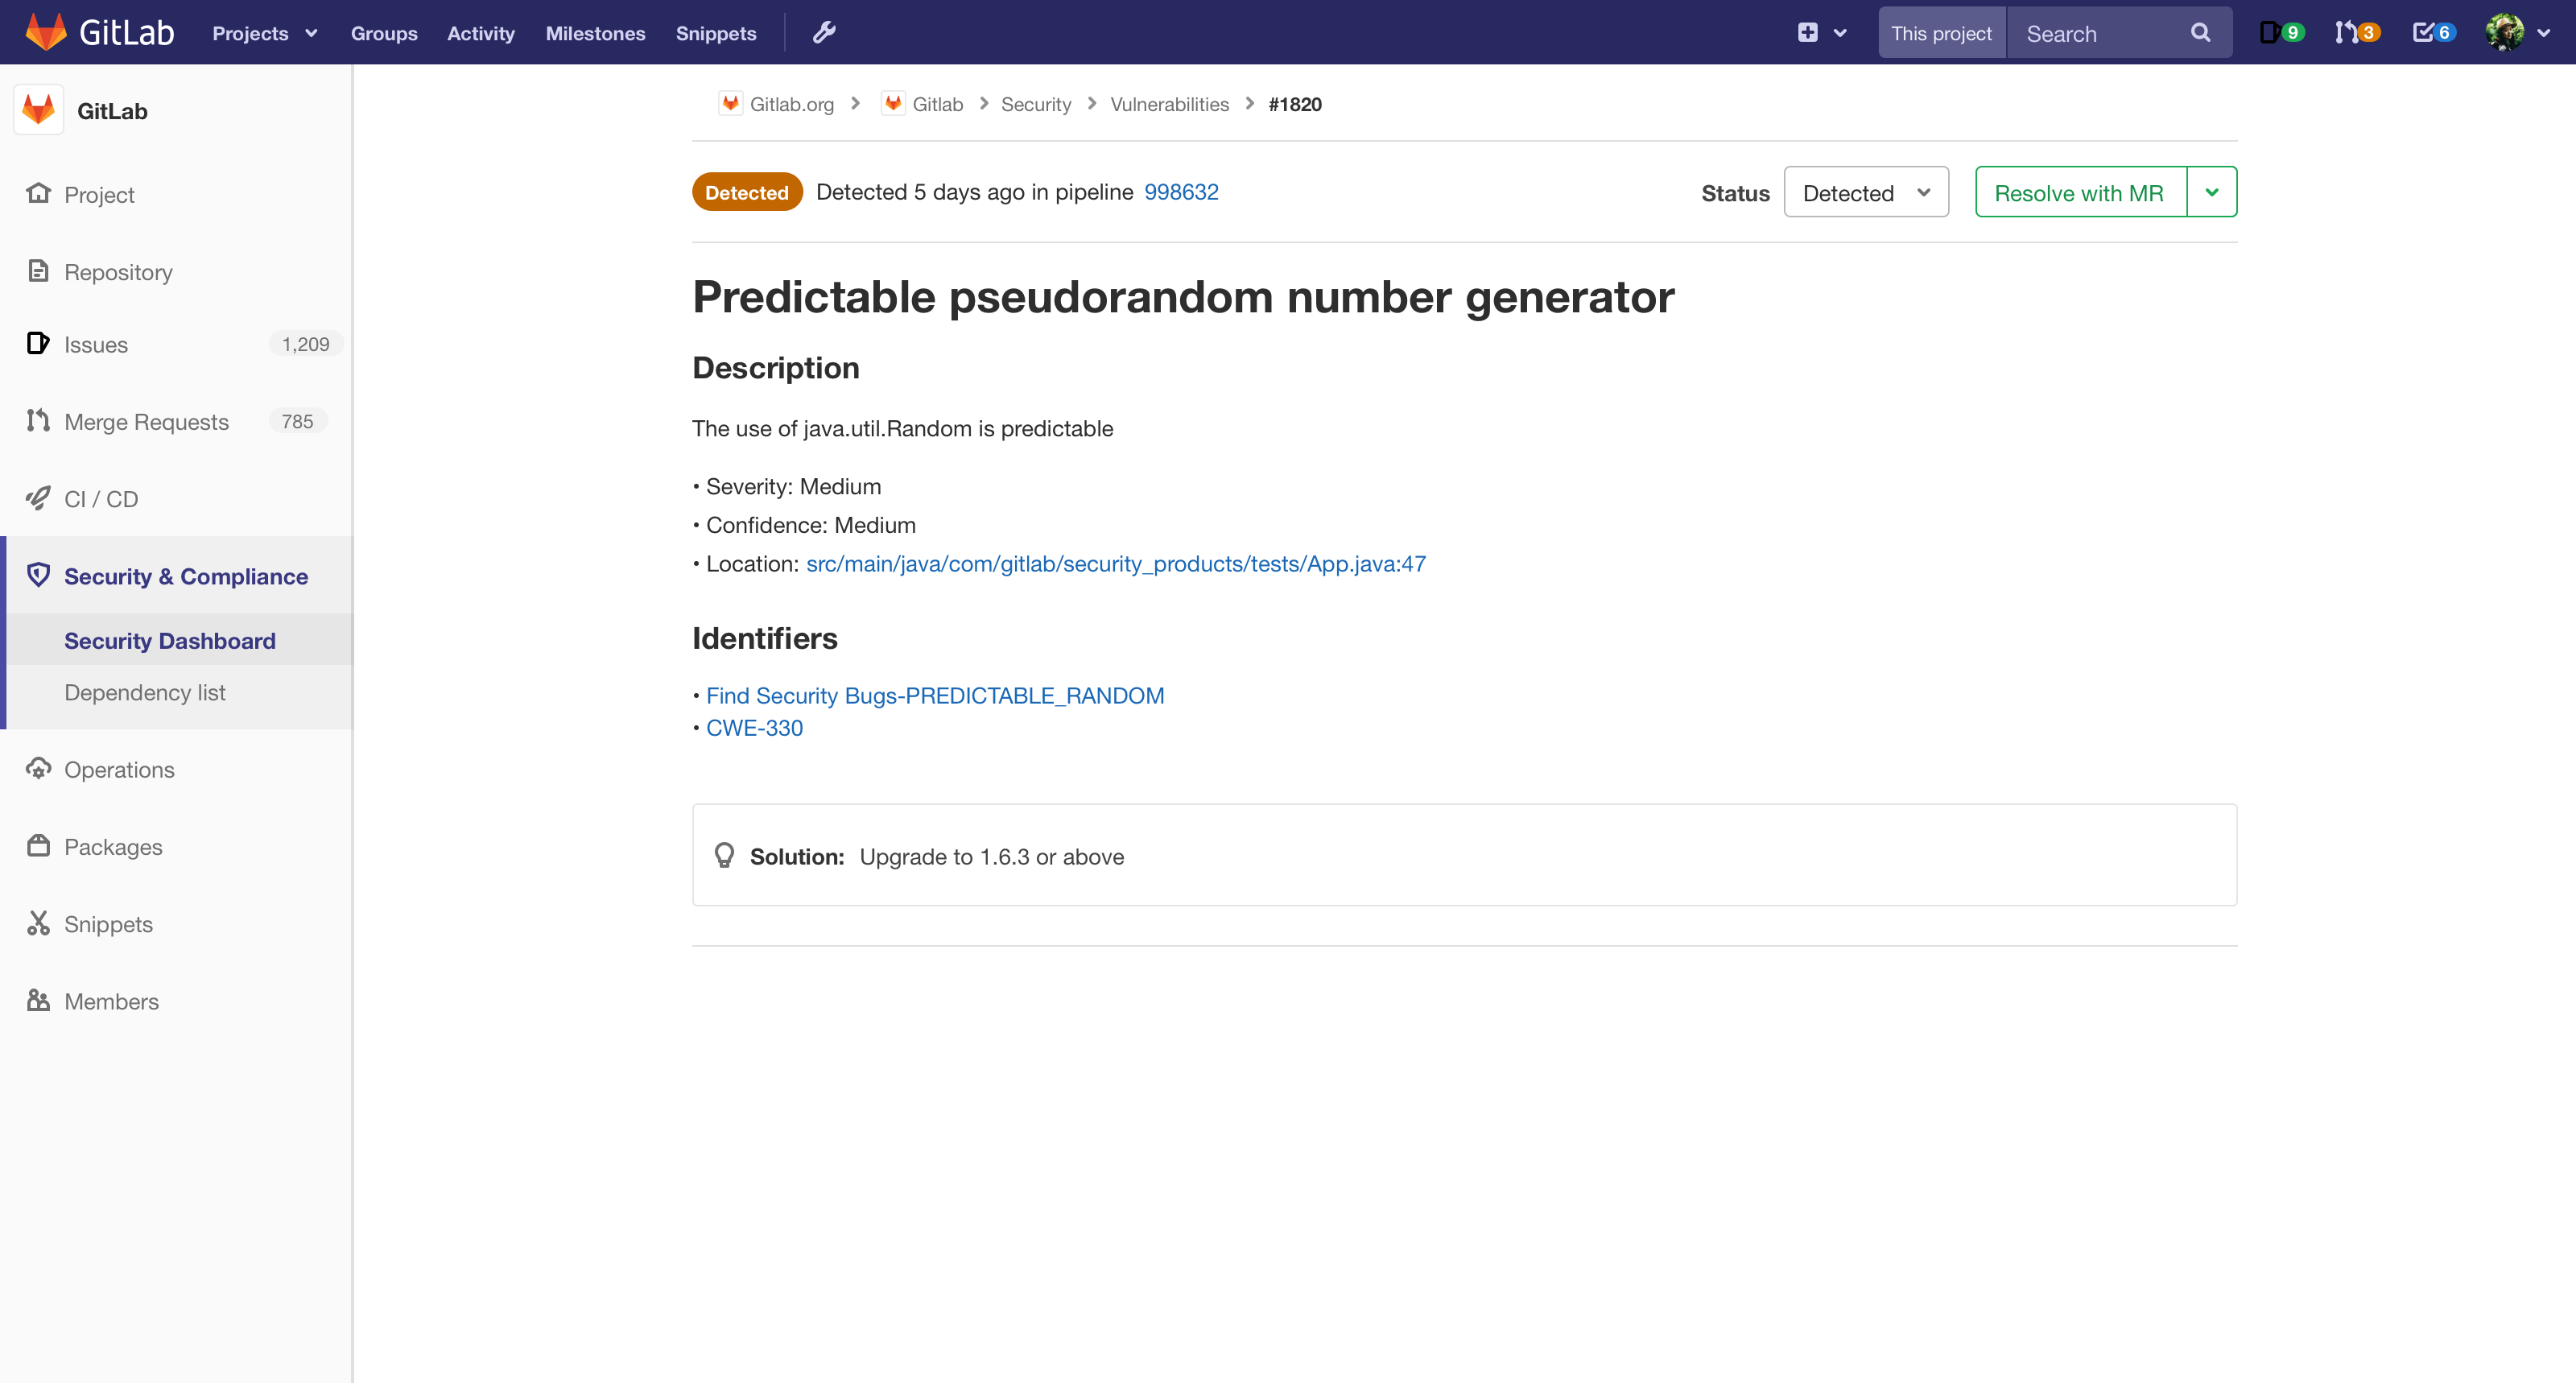 GitLab Projects Groups Activity Milestones Snippets This project Search 9 3 6
GitLab
Project
Repository
Issues 1,209
Merge Requests 785
CI / CD
Security & Compliance
Security Dashboard
Dependency list
Operations
Packages
Snippets
Members
Gitlab.org > Gitlab > Security > Vulnerabilities > #1820
Detected Detected 5 days ago in pipeline 998632 Status Detected Resolve with MR
Predictable pseudorandom number generator
Description
The use of java.util.Random is predictable
• Severity: Medium
• Confidence: Medium
• Location: src/main/java/com/gitlab/security_products/tests/App.java:47
Identifiers
• Find Security Bugs-PREDICTABLE_RANDOM
• CWE-330
Solution: Upgrade to 1.6.3 or above